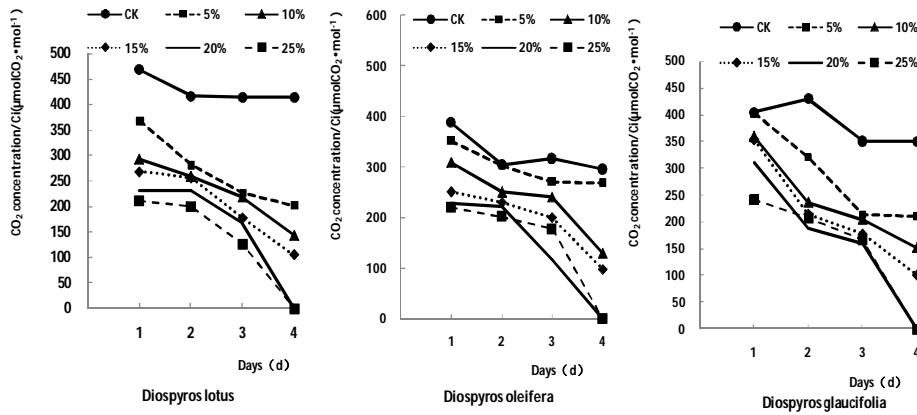 CK 5% 10%
15% 20% 25%
CO₂ concentration/Ci(μmolCO₂•mol⁻¹)
500
450
400
350
300
250
200
150
100
50
0
1 2 3 4
Days（d）
Diospyros lotus
CK 5% 10%
15% 20% 25%
CO₂ concentration/Ci(μmolCO₂•mol⁻¹)
600
500
400
300
200
100
0
1 2 3 4
Days（d）
Diospyros oleifera
CK 5% 10%
15% 20% 25%
CO₂ concentration/Ci(μmolCO₂•mol⁻¹)
500
450
400
350
300
250
200
150
100
50
0
1 2 3 4
Days（d）
Diospyros glaucifolia